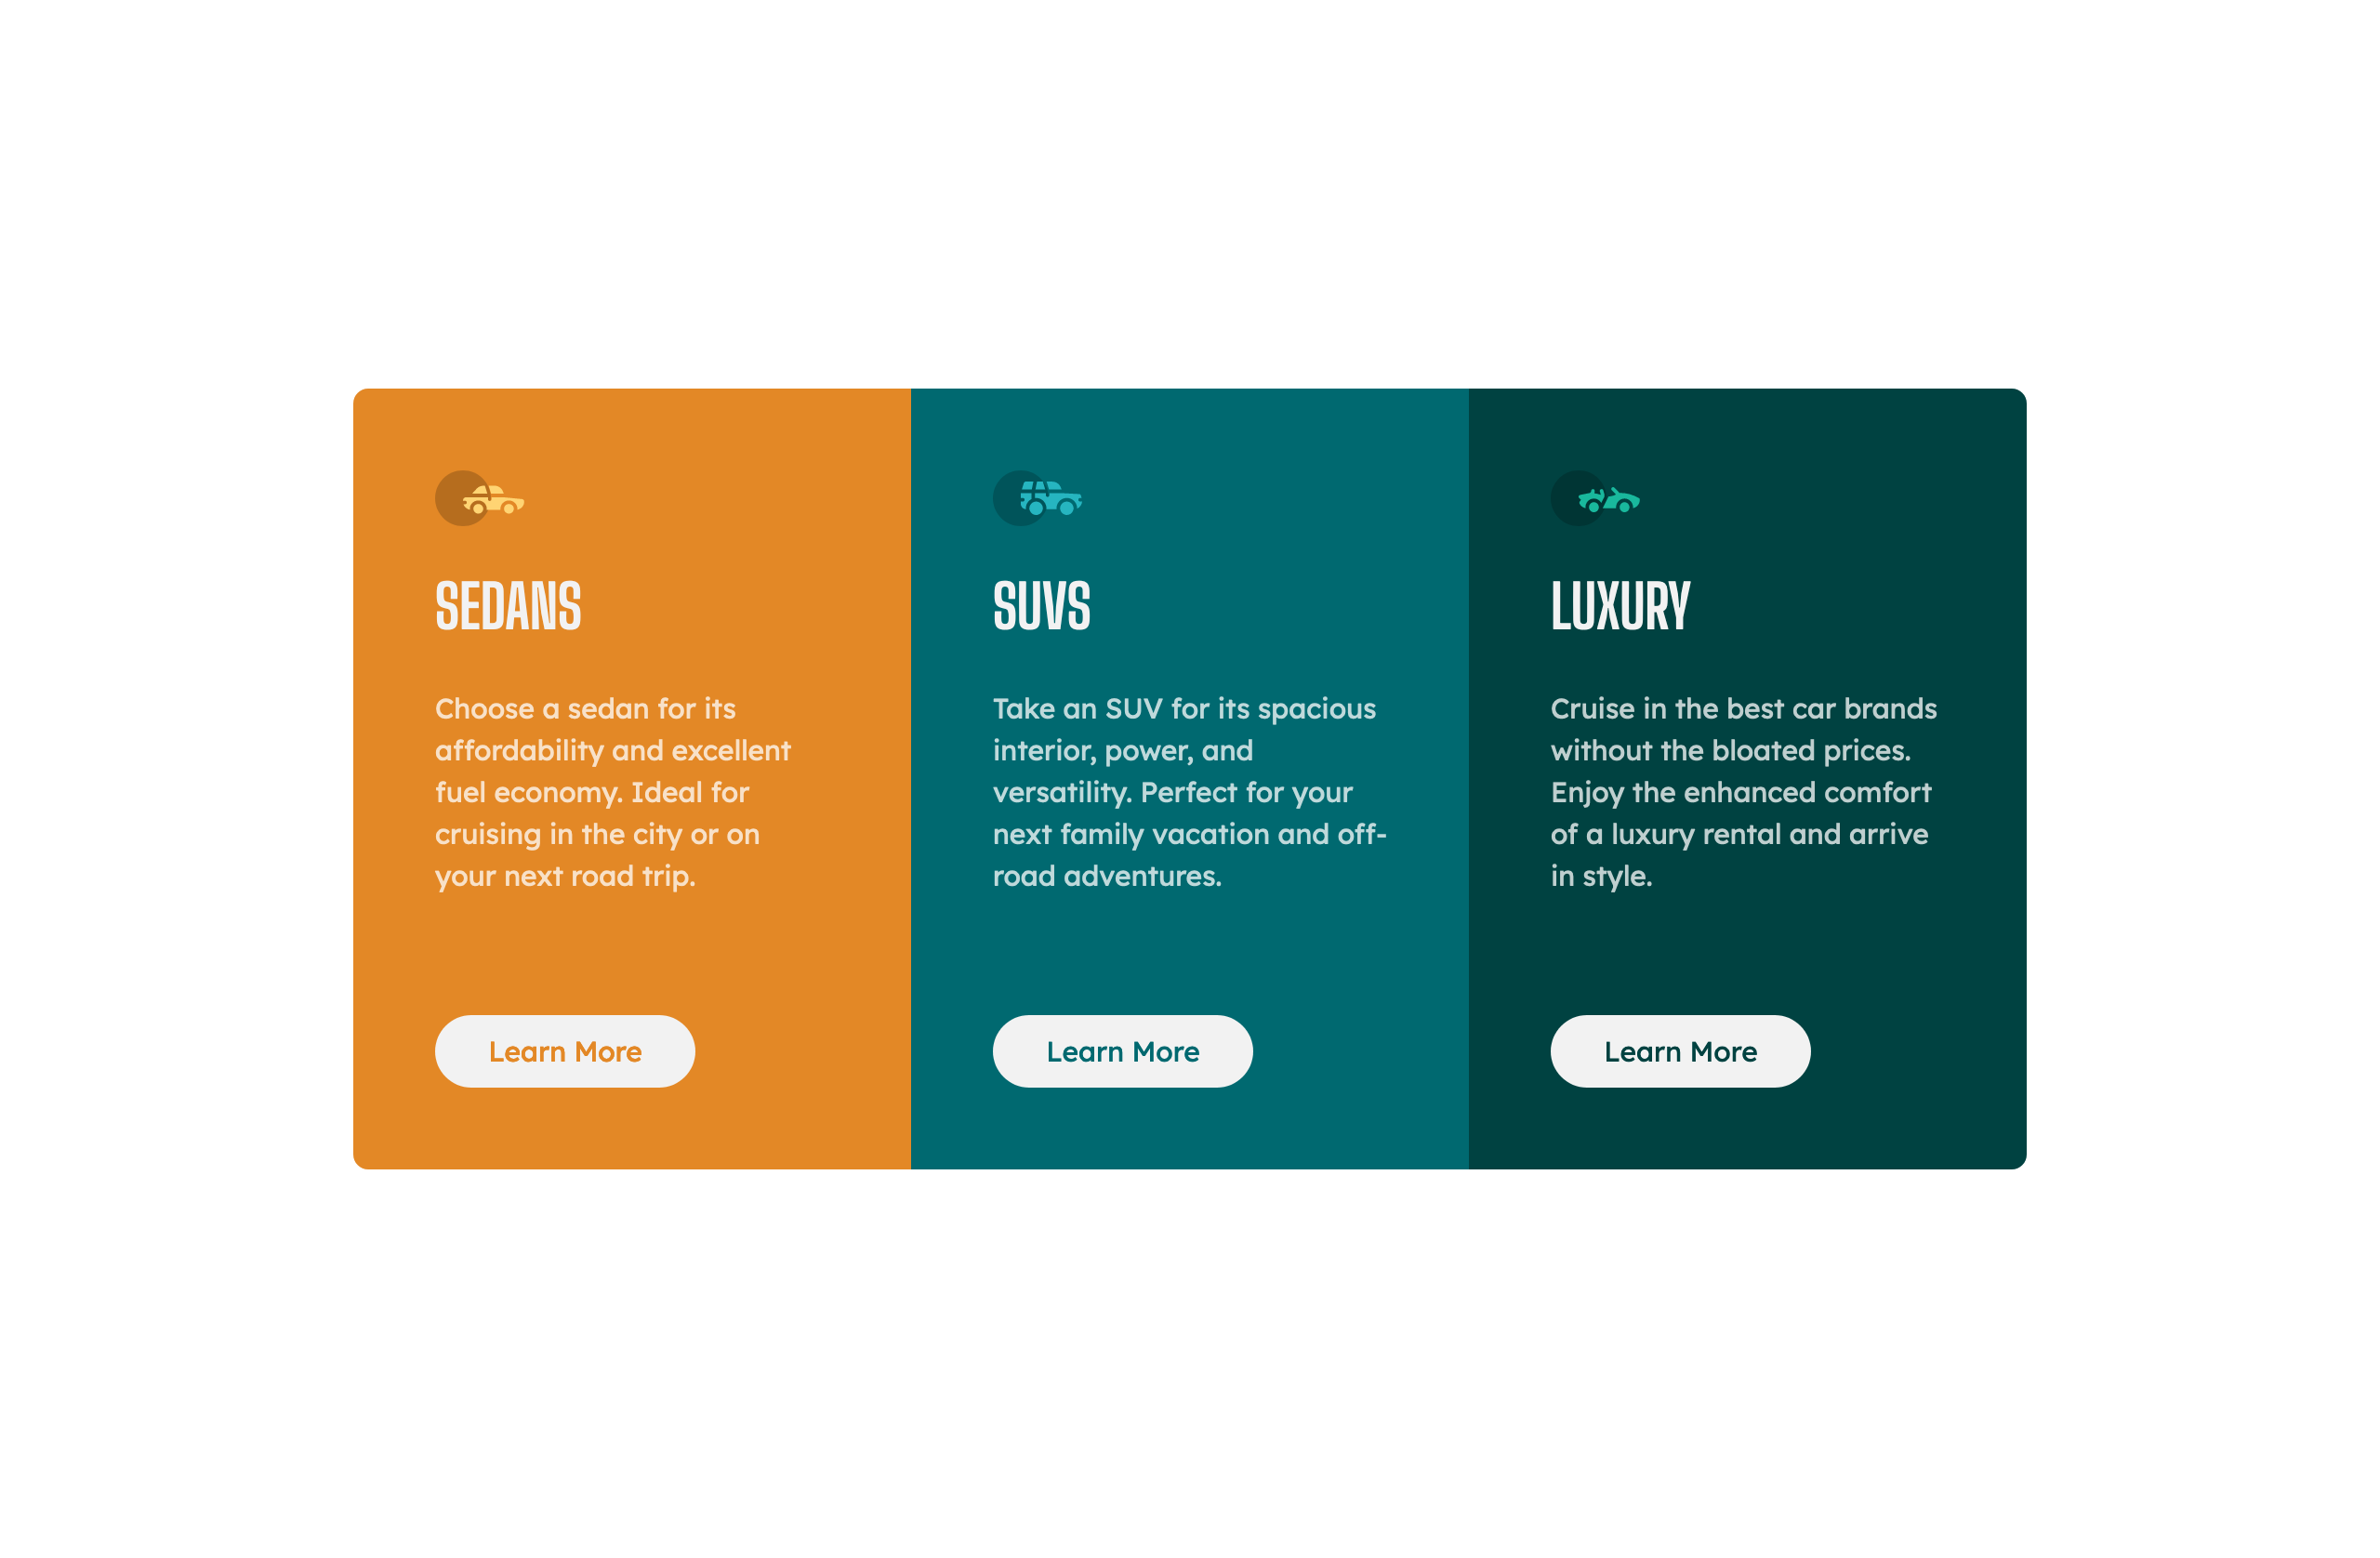 SEDANS
Choose a sedan for its
affordability and excellent
fuel economy. Ideal for
cruising in the city or on
your next road trip.
Learn More
SUVS
Take an SUV for its spacious
interior, power, and
versatility. Perfect for your
next family vacation and off-
road adventures.
Learn More
LUXURY
Cruise in the best car brands
without the bloated prices.
Enjoy the enhanced comfort
of a luxury rental and arrive
in style.
Learn More